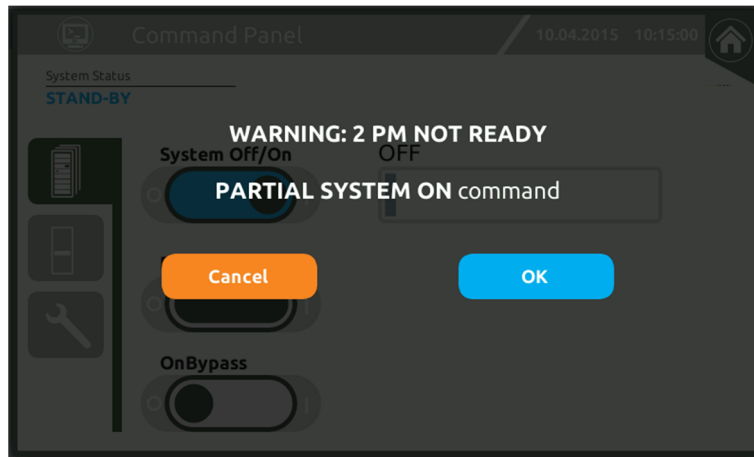 Command Panel
10.04.2015 10:15:00
System Status
STAND-BY
WARNING: 2 PM NOT READY
System Off/On
OFF
PARTIAL SYSTEM ON command
Cancel
OK
OnBypass